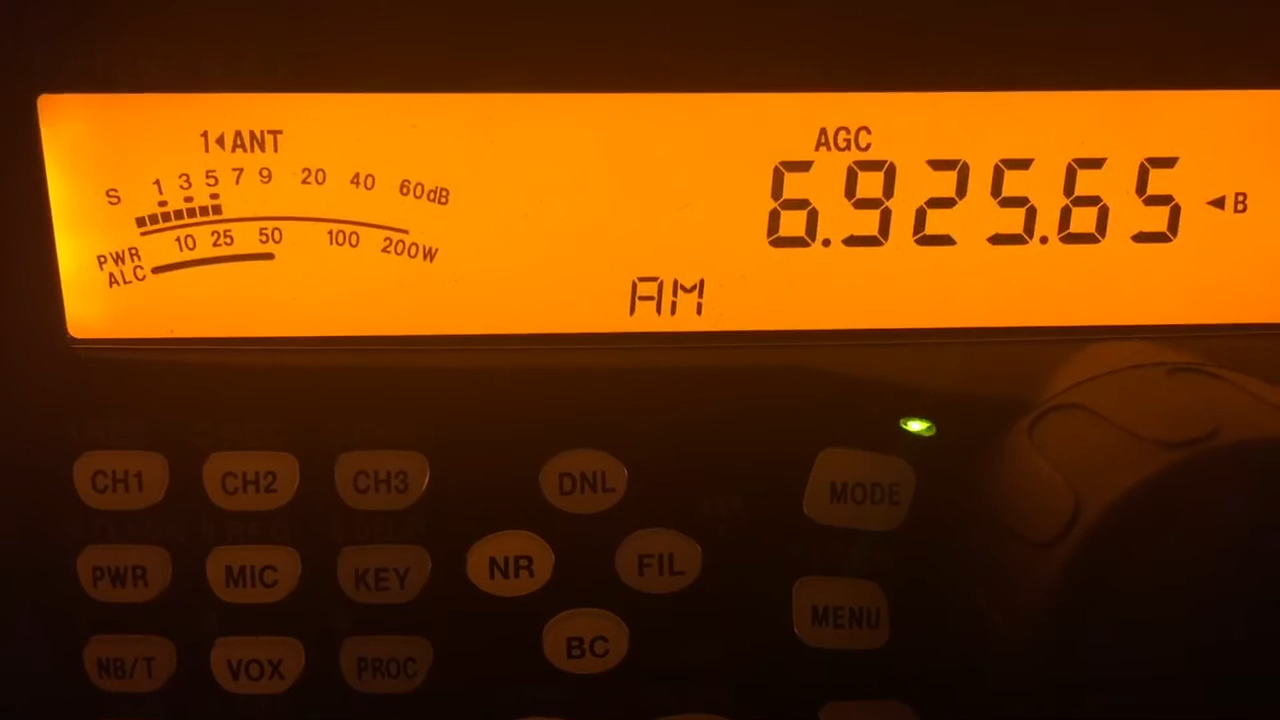 1◄ANT
AGC
S 1 3 5 7 9 20 40 60dB
6.925.65 ◄B
PWR 10 25 50 100 200W
ALC
AM
CH1 CH2 CH3 DNL MODE
PWR MIC KEY NR FIL
MENU
NB/T VOX PROC BC